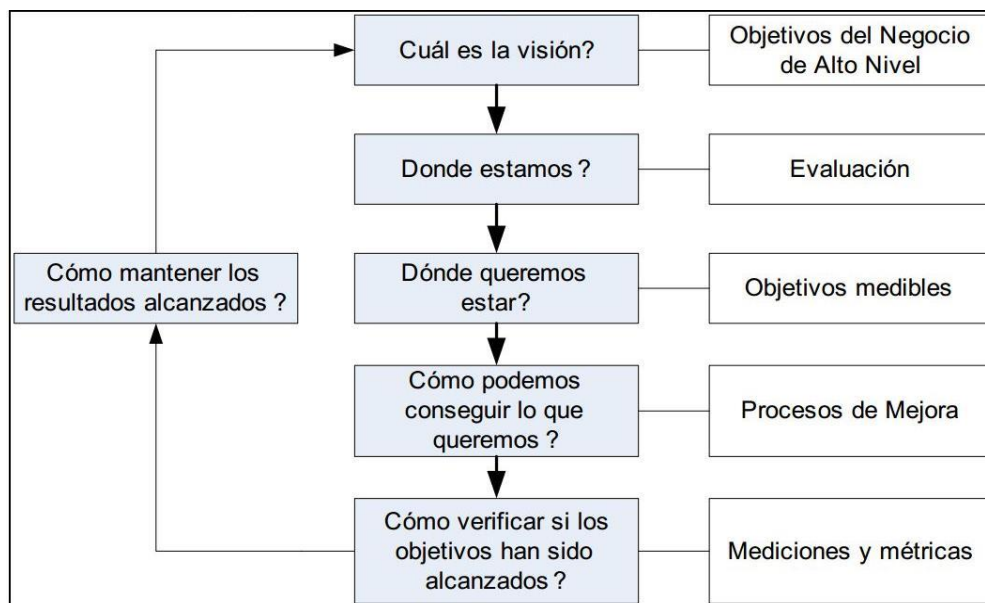 Cuál es la visión?
Objetivos del Negocio
de Alto Nivel
Donde estamos ?
Evaluación
Cómo mantener los
resultados alcanzados ?
Dónde queremos
estar?
Objetivos medibles
Cómo podemos
conseguir lo que
queremos ?
Procesos de Mejora
Cómo verificar si los
objetivos han sido
alcanzados ?
Mediciones y métricas